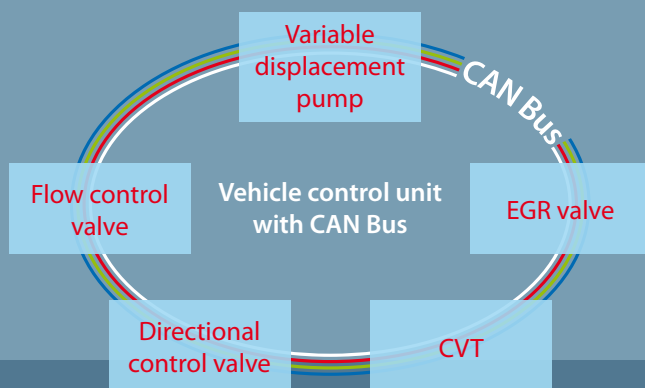 Variable
displacement
pump
CAN Bus
Flow control
valve
Vehicle control unit
with CAN Bus
EGR valve
Directional
control valve
CVT